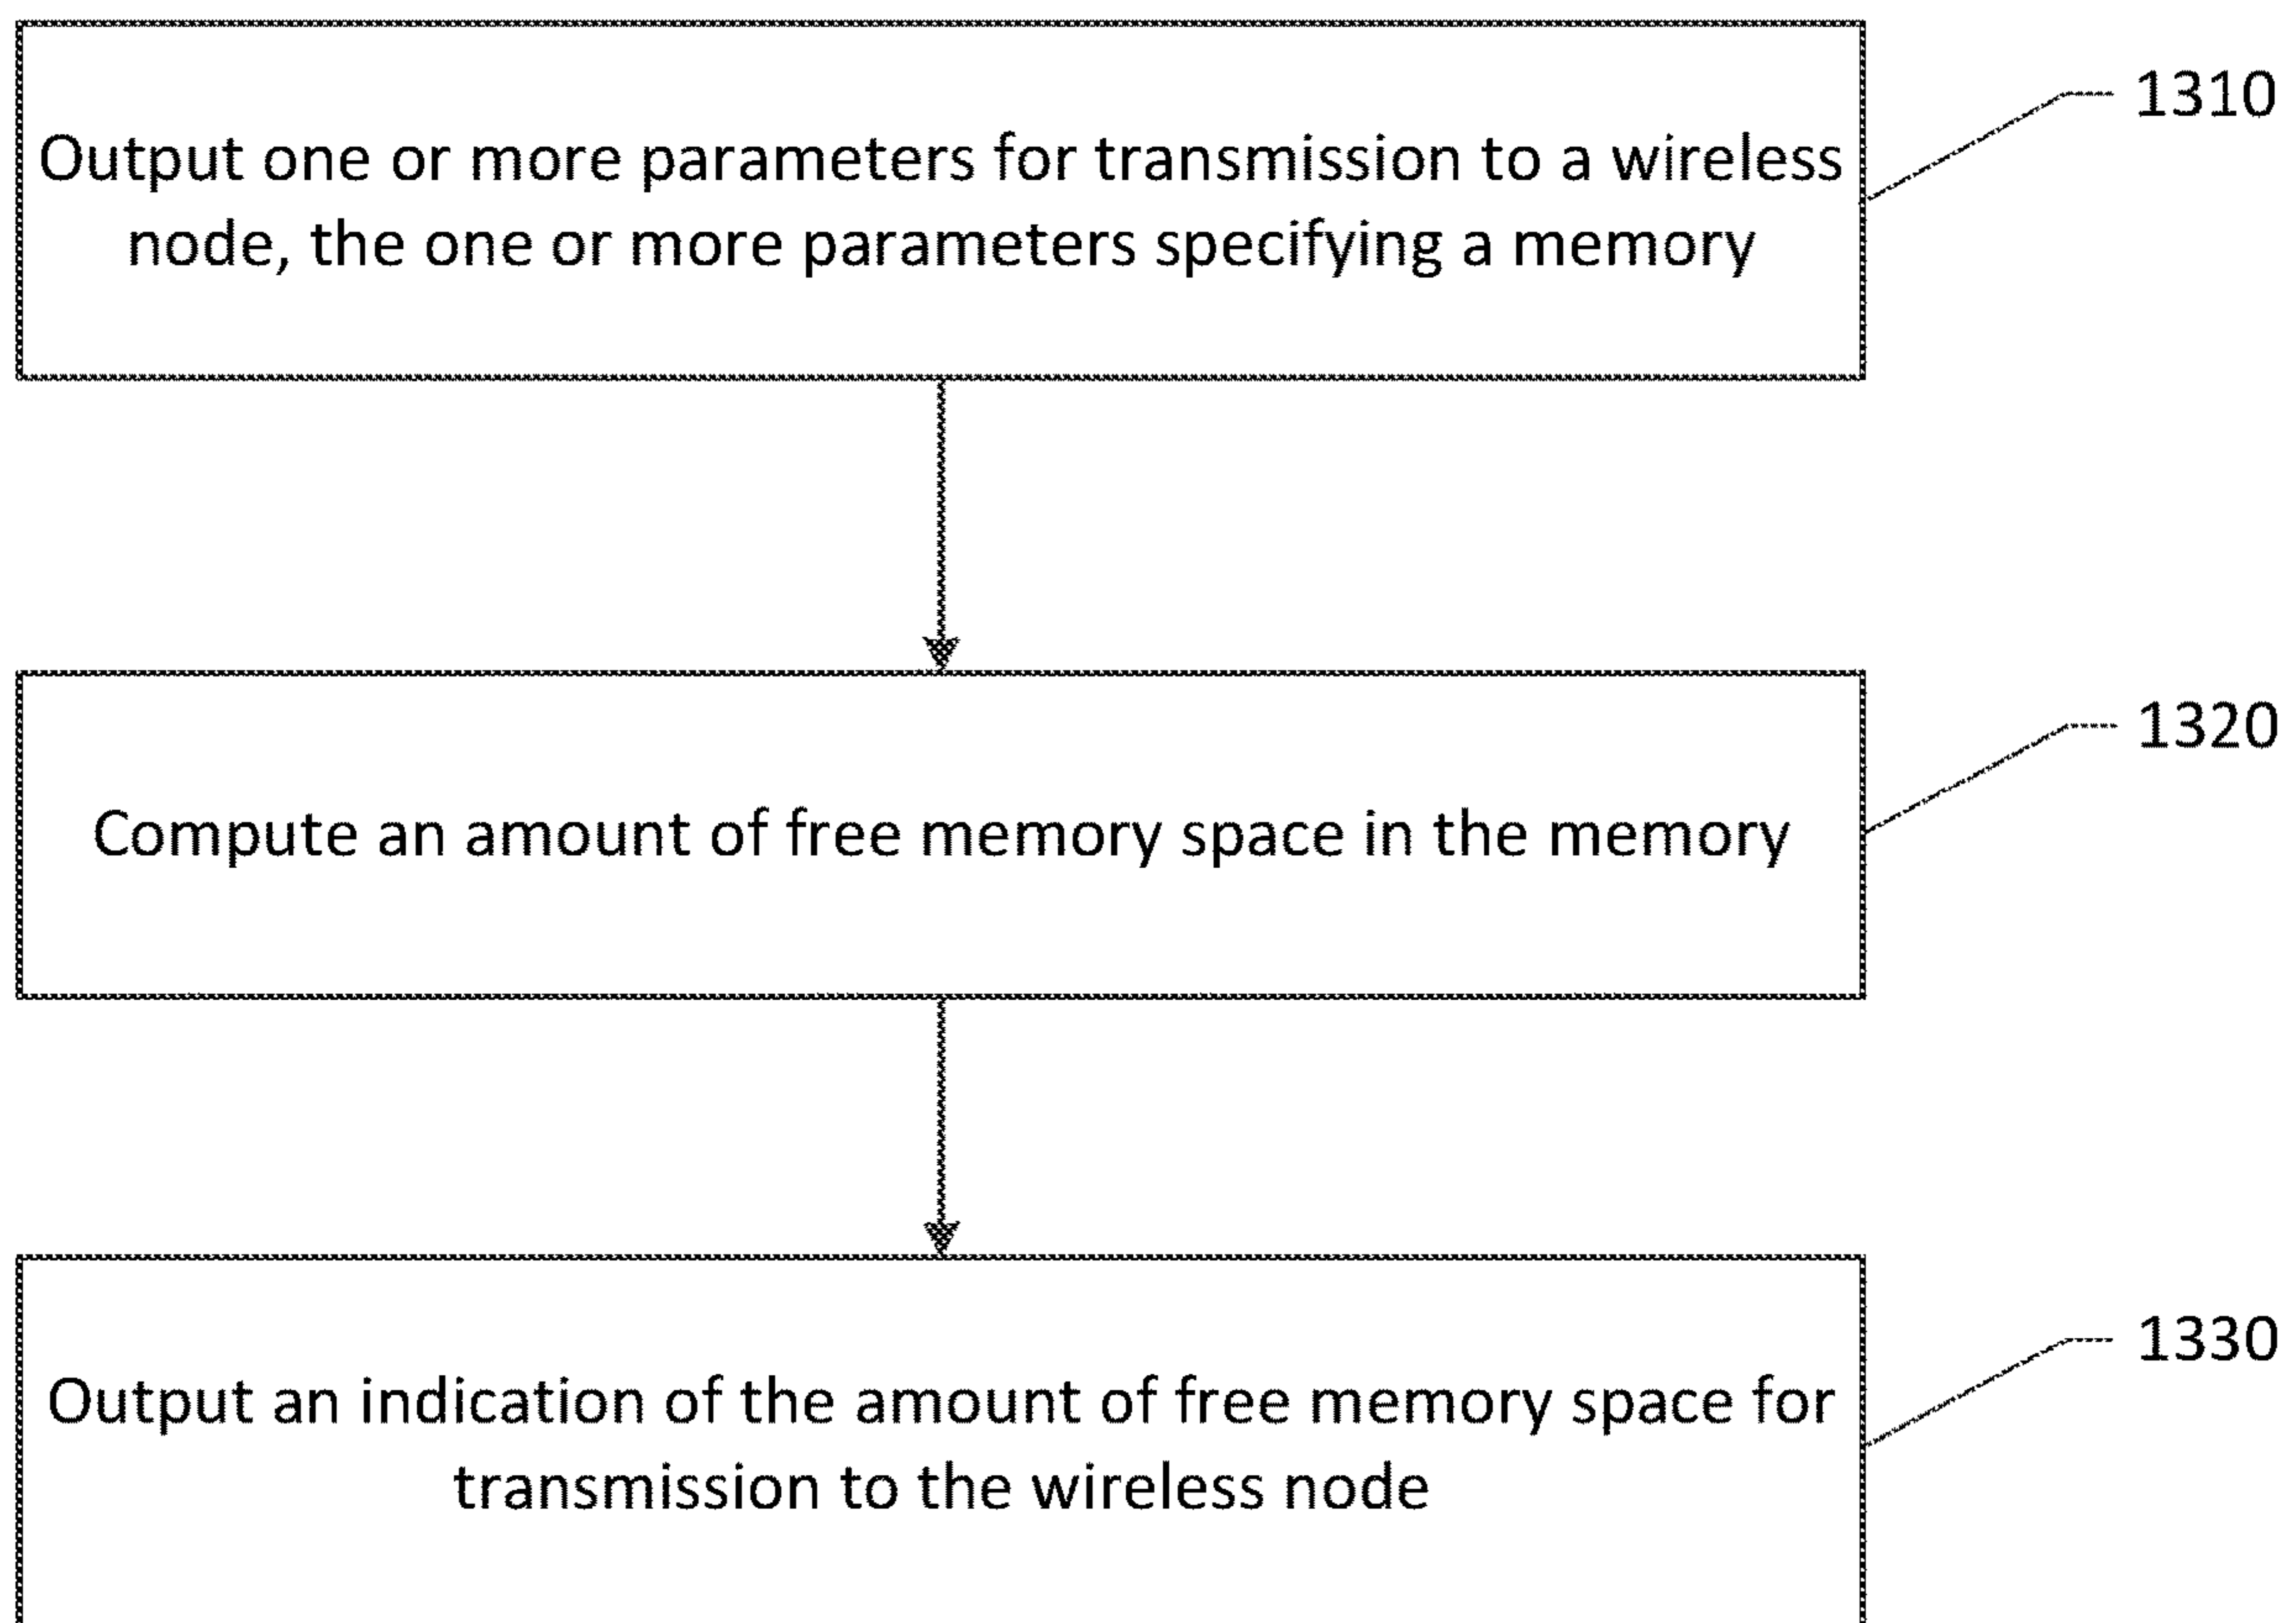 1310
Output one or more parameters for transmission to a wireless
node, the one or more parameters specifying a memory
1320
Compute an amount of free memory space in the memory
1330
Output an indication of the amount of free memory space for
transmission to the wireless node